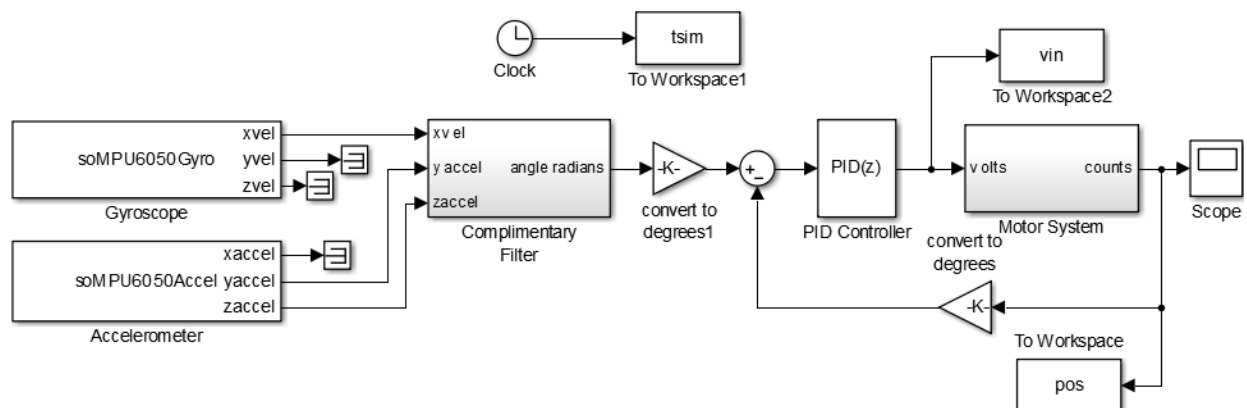 tsim
Clock
To Workspace1
vin
To Workspace2
xvel
soMPU6050Gyro
yvel
zvel
Gyroscope
xvel
y accel
angle radians
zaccel
Complimentary
Filter
-K-
convert to
degrees1
+
-
PID(z)
PID Controller
volts
counts
Motor System
Scope
xaccel
soMPU6050Accel
yaccel
zaccel
Accelerometer
convert to
degrees
-K-
To Workspace
pos